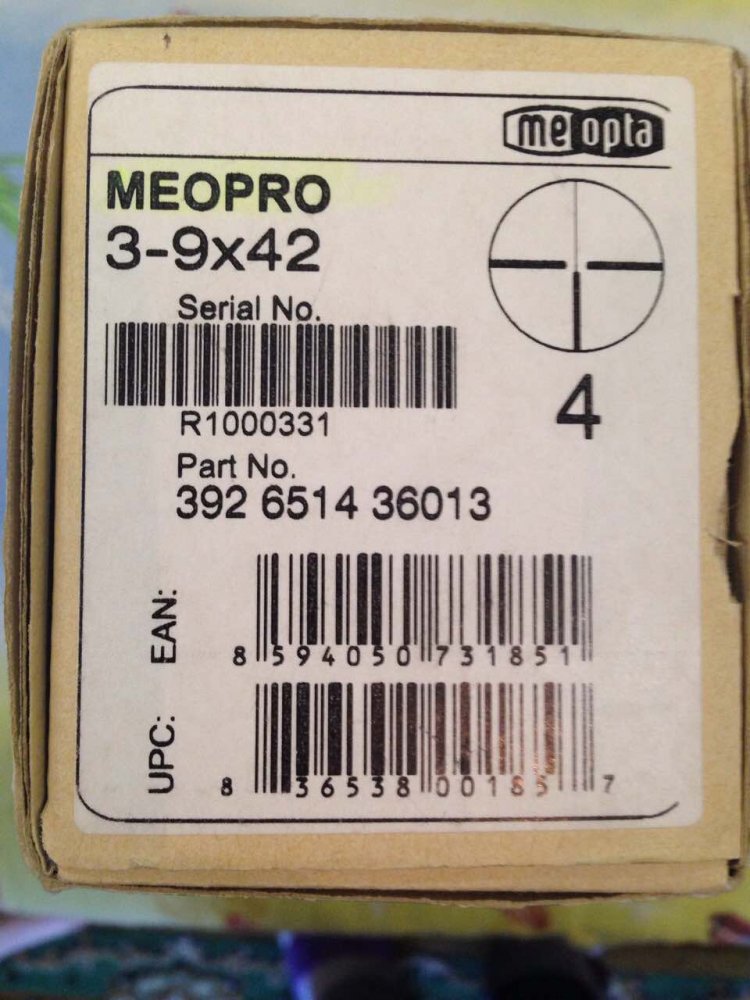 meopta
MEOPRO
3-9x42
Serial No.
R1000331
4
Part No.
392 6514 36013
EAN:
8 594050 731851
UPC:
8 36538 00185 7